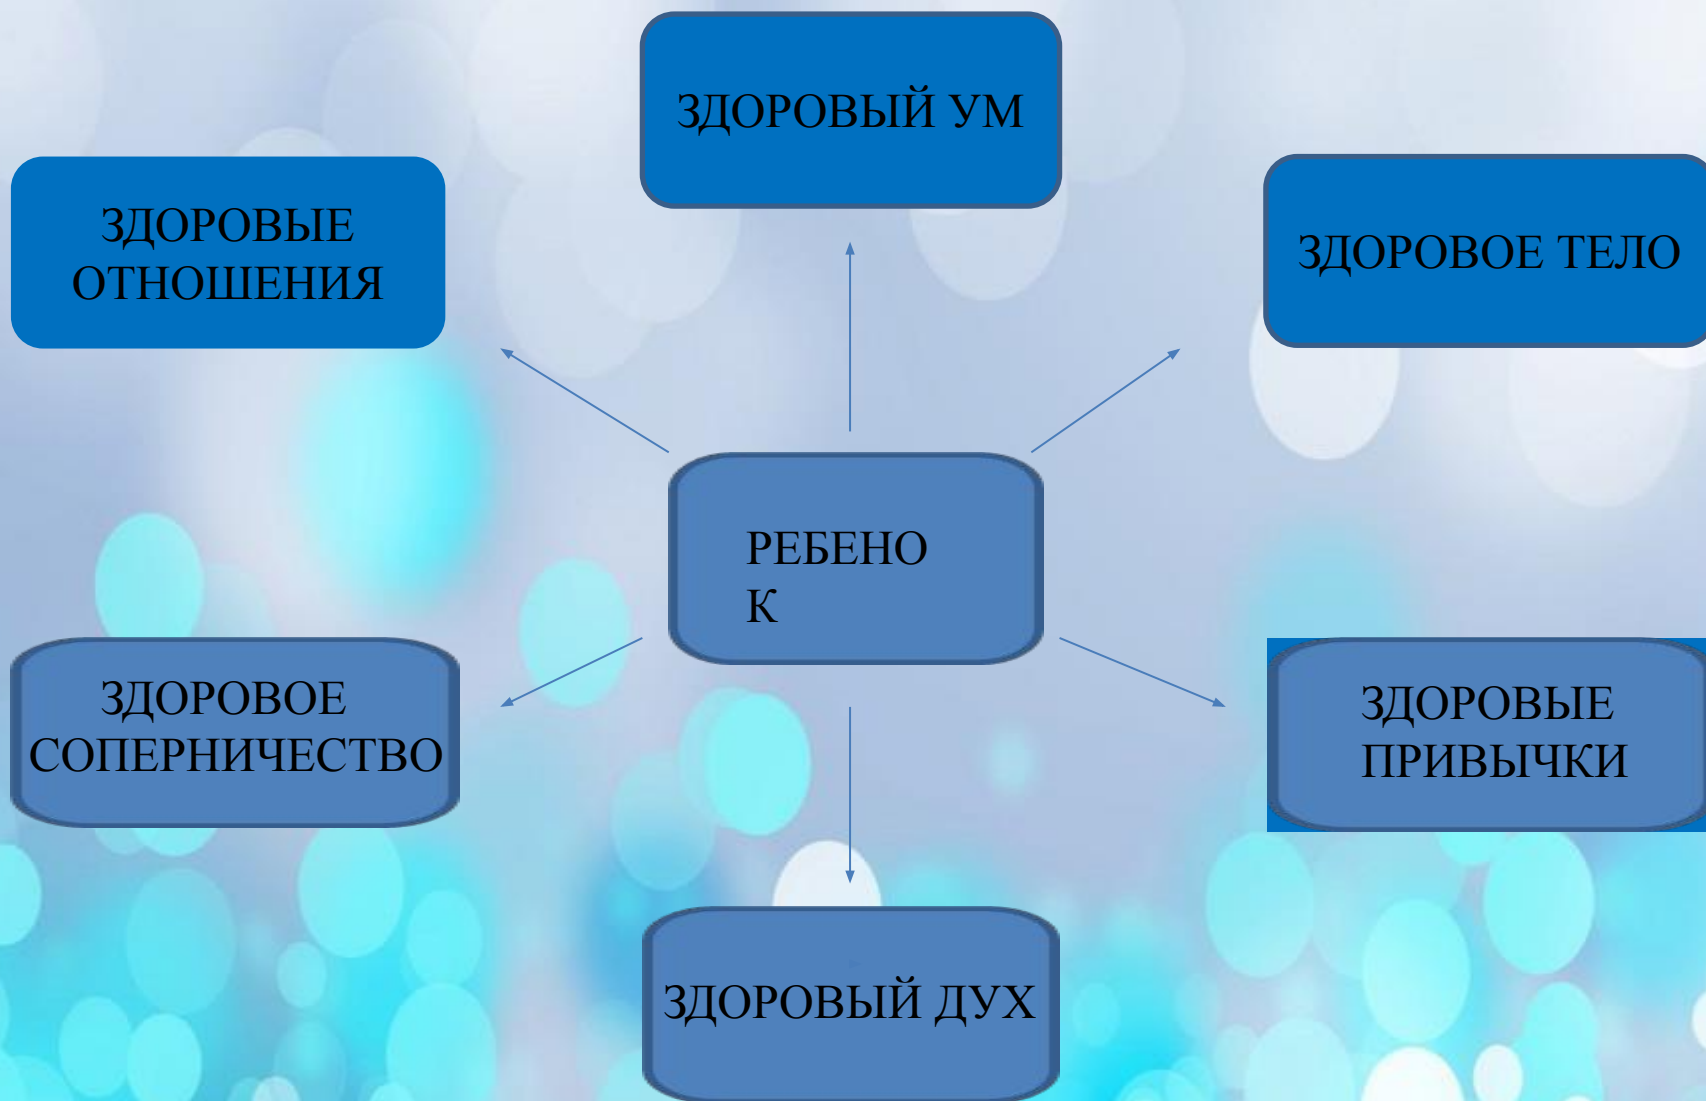 ЗДОРОВЫЙ УМ
ЗДОРОВЫЕ
ОТНОШЕНИЯ
ЗДОРОВОЕ ТЕЛО
РЕБЕНО
К
ЗДОРОВОЕ
СОПЕРНИЧЕСТВО
ЗДОРОВЫЕ
ПРИВЫЧКИ
ЗДОРОВЫЙ ДУХ